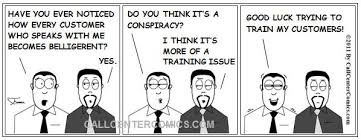 HAVE YOU EVER NOTICED
HOW EVERY CUSTOMER
WHO SPEAKS WITH ME
BECOMES BELLIGERENT?
YES.
DO YOU THINK IT'S A
CONSPIRACY?
I THINK IT'S
MORE OF A
TRAINING ISSUE
GOOD LUCK TRYING TO
TRAIN MY CUSTOMERS!
©2011 By CallCenterComics.com
CALLCENTERCOMICS.COM